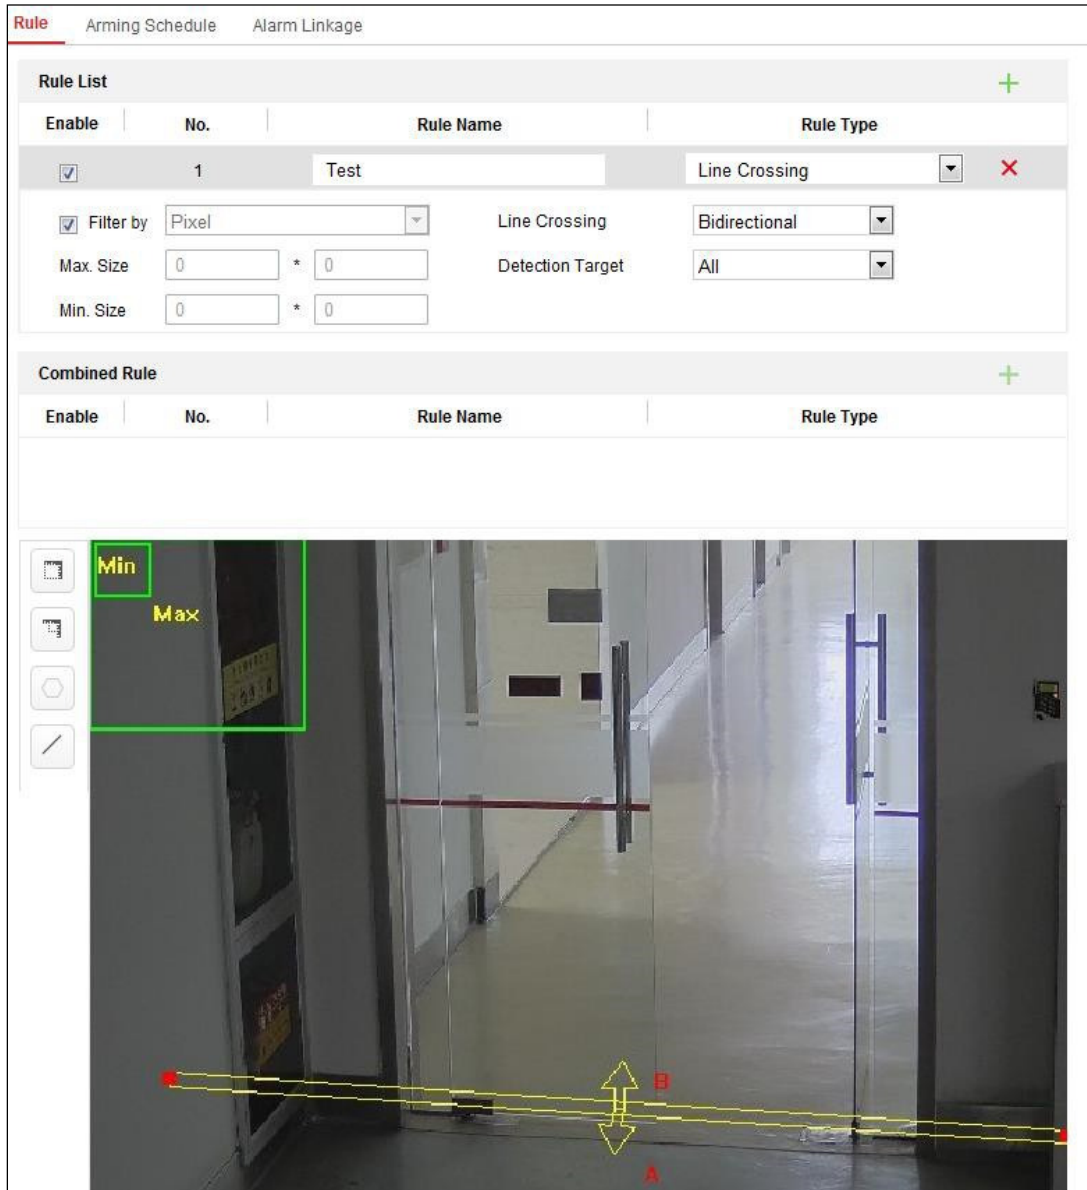 Rule Arming Schedule Alarm Linkage
Rule List
Enable No. Rule Name Rule Type
1 Test Line Crossing
Filter by Pixel Line Crossing Bidirectional
Max. Size 0 * 0 Detection Target All
Min. Size 0 * 0
Combined Rule
Enable No. Rule Name Rule Type
Min
Max
B
A